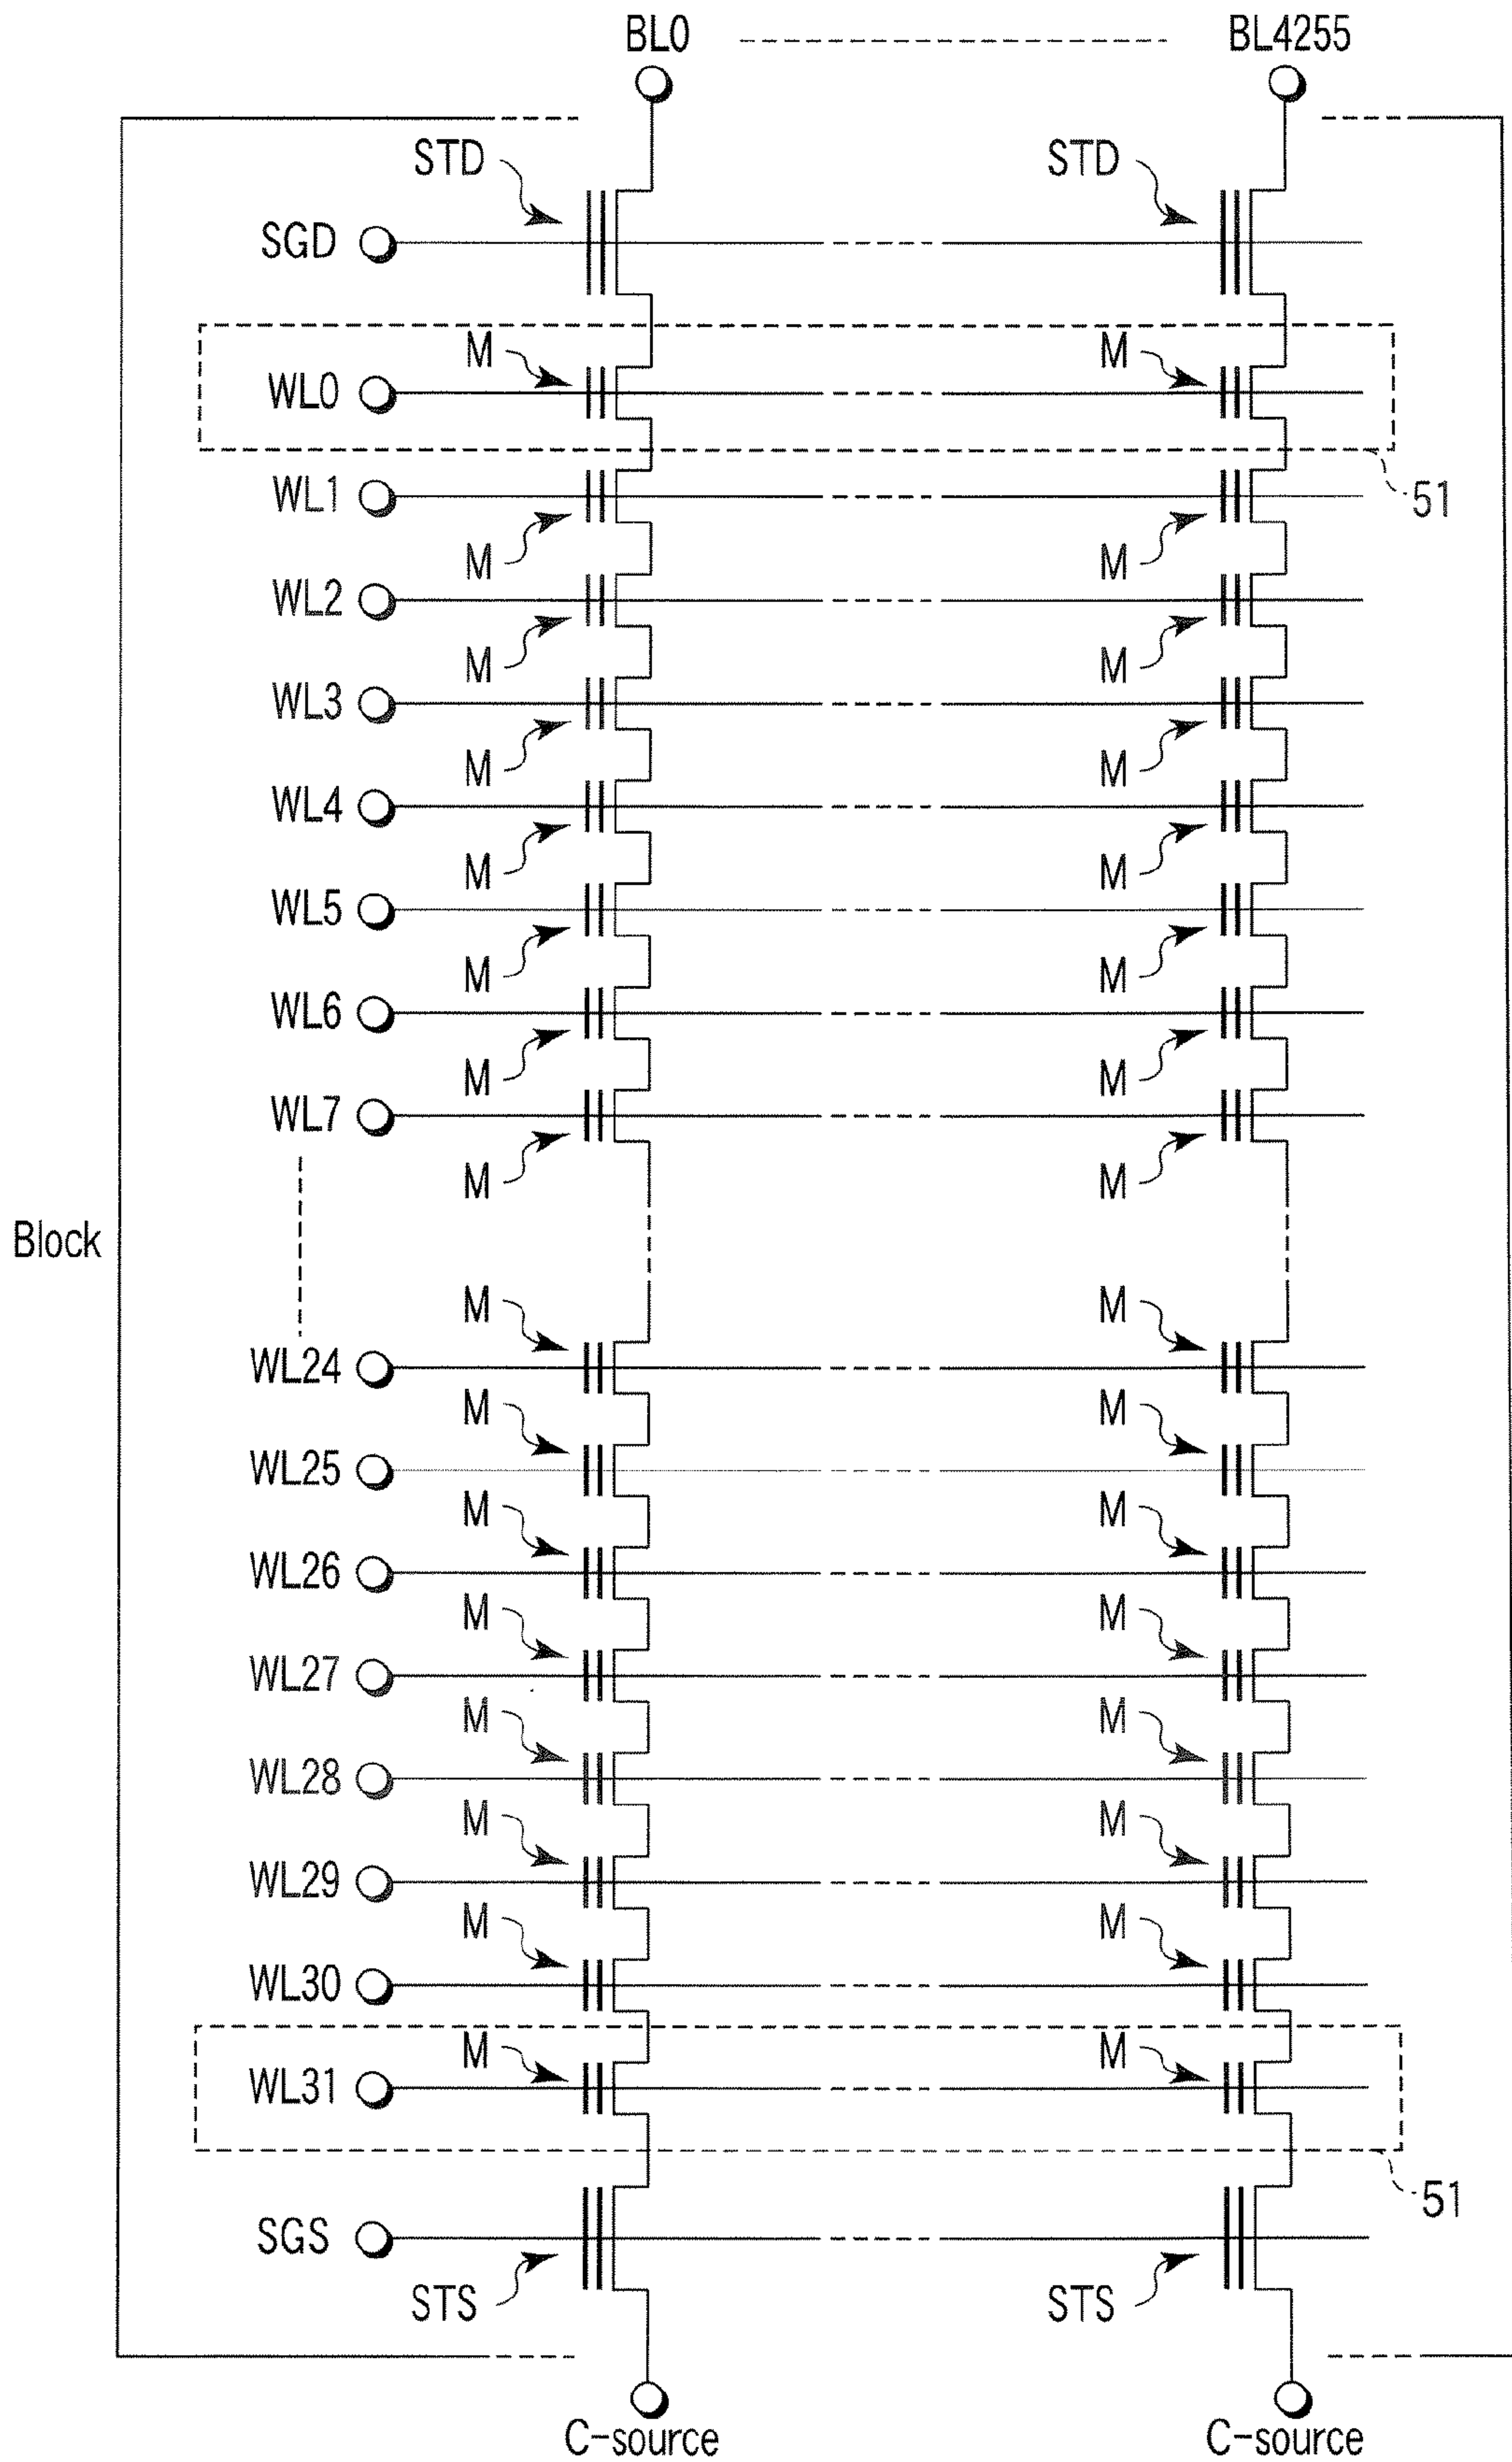 BL0 BL4255
STD STD
SGD
M M
WL0
WL1 51
M M
WL2
M M
WL3
M M
WL4
M M
WL5
M M
WL6
M M
WL7
M M
Block
M M
WL24
M M
WL25
M M
WL26
M M
WL27
M M
WL28
M M
WL29
M M
WL30
M M
WL31
51
SGS
STS STS
C-source C-source